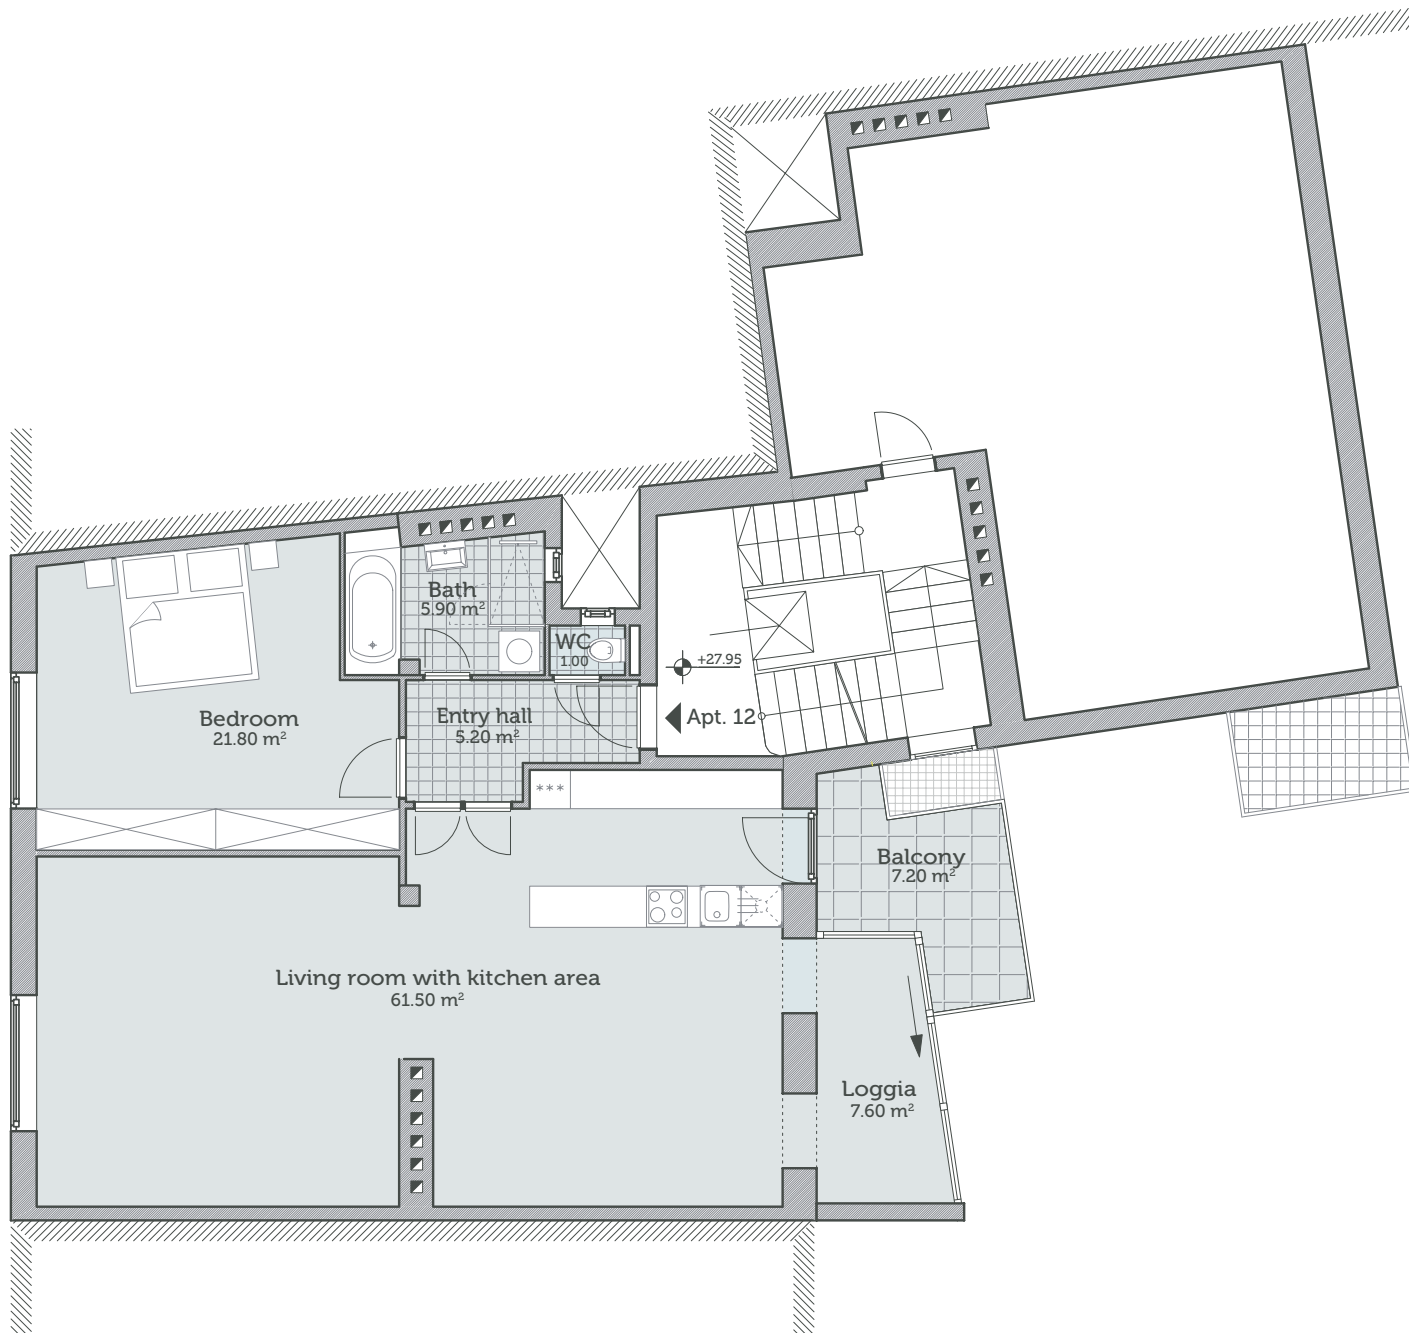 Bath
5.90 m²
WC
1.00
+27.95
Bedroom
21.80 m²
Entry hall
5.20 m²
Apt. 12
***
Balcony
7.20 m²
Living room with kitchen area
61.50 m²
Loggia
7.60 m²